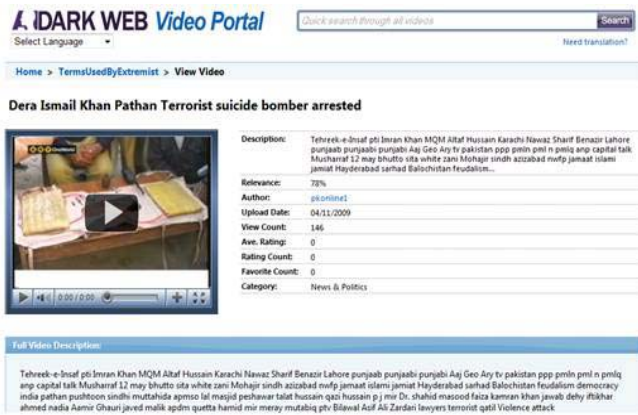 DARK WEB Video Portal
Quick search through all videos
Search
Select Language
Need translation?
Home > TermsUsedByExtremist > View Video
Dera Ismail Khan Pathan Terrorist suicide bomber arrested
Description: Tehreek-e-Insaf pti Imran Khan MQM Altaf Hussain Karachi Nawaz Sharif Benazir Lahore
punjaab punjaabi punjabi Aaj Geo Ary tv pakistan ppp pmln pml n pmlq anp capital talk
Musharraf 12 may bhutto sita white zani Mohajir sindh azizabad nwfp jamaat islami
jamiat Hayderabad sarhad Balochistan feudalism...
Relevance: 78%
Author: pkonline1
Upload Date: 04/11/2009
View Count: 146
Ave. Rating: 0
Rating Count: 0
Favorite Count: 0
Category: News & Politics
0:00 / 0:00
Full Video Description:
Tehreek-e-Insaf pti Imran Khan MQM Altaf Hussain Karachi Nawaz Sharif Benazir Lahore punjaab punjaabi punjabi Aaj Geo Ary tv pakistan ppp pmln pml n pmlq
anp capital talk Musharraf 12 may bhutto sita white zani Mohajir sindh azizabad nwfp jamaat islami jamiat Hayderabad sarhad Balochistan feudalism democracy
india pathan pushtoon sindhi muttahida apmso lal masjid peshawar talat hussain qazi hussain p j mir Dr. shahid masood faiza kamran khan jawab dehy iftikhar
ahmed nadia Aamir Ghauri javed malik apdm quetta hamid mir meray mutabiq ptv Bilawal Asif Ali Zardari lawyers terrorist qatil Violence attack